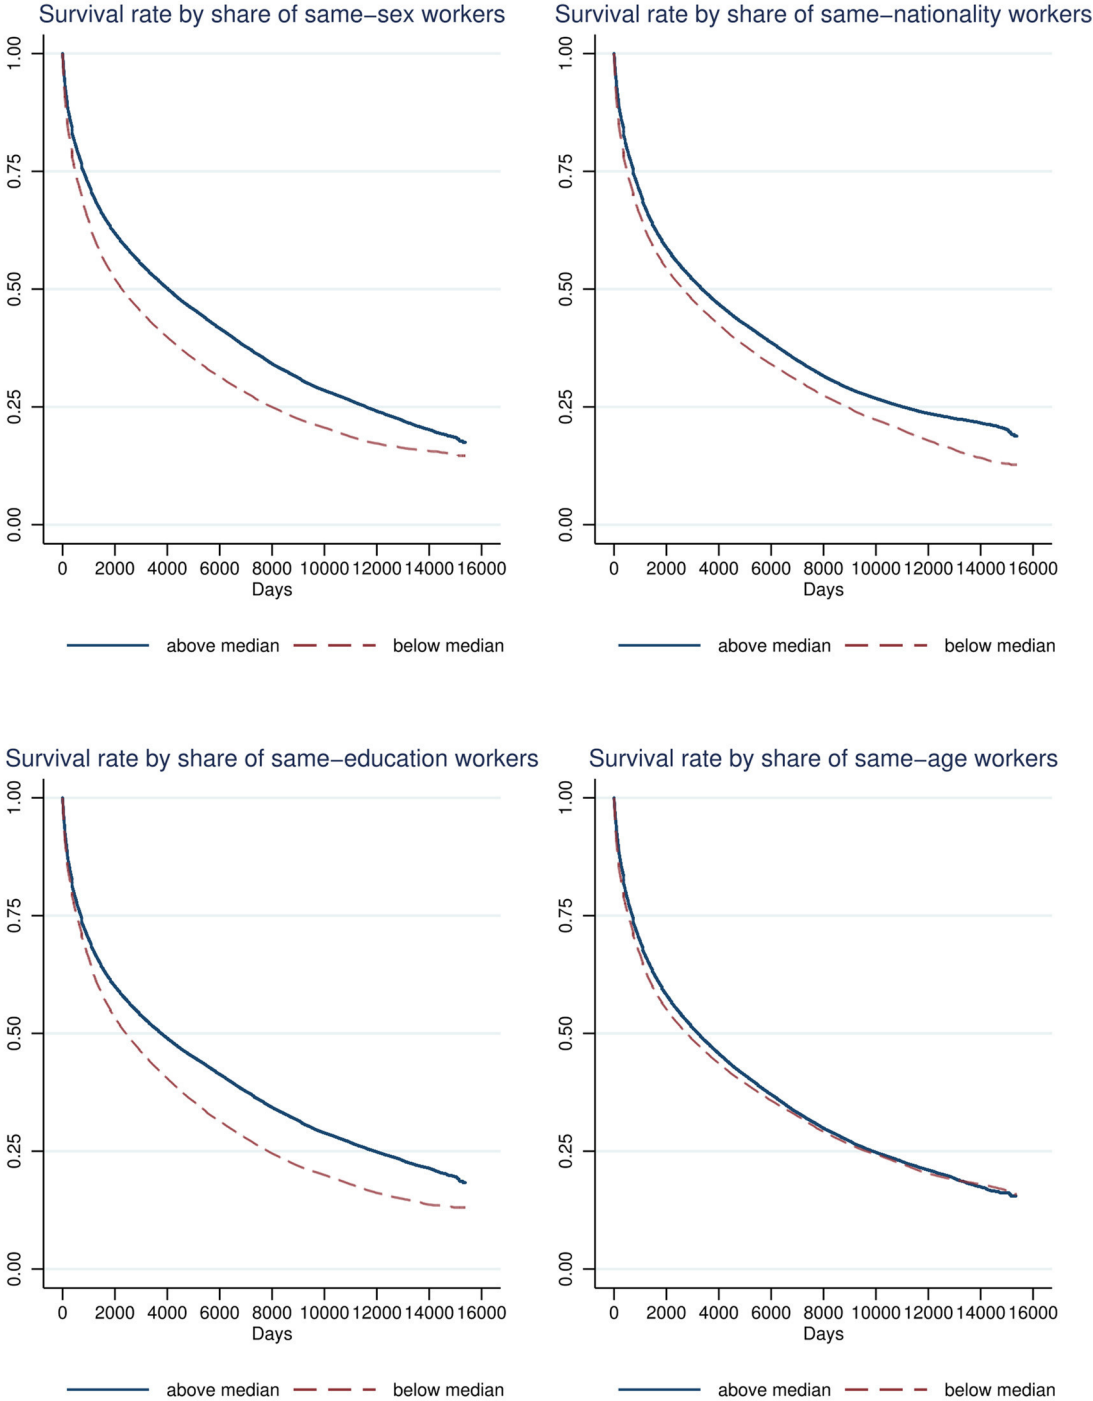 Survival rate by share of same−sex workers
1.00
0.75
0.50
0.25
0.00
0 2000 4000 6000 8000 10000 12000 14000 16000
Days
above median below median
Survival rate by share of same−nationality workers
1.00
0.75
0.50
0.25
0.00
0 2000 4000 6000 8000 10000 12000 14000 16000
Days
above median below median
Survival rate by share of same−education workers
1.00
0.75
0.50
0.25
0.00
0 2000 4000 6000 8000 10000 12000 14000 16000
Days
above median below median
Survival rate by share of same−age workers
1.00
0.75
0.50
0.25
0.00
0 2000 4000 6000 8000 10000 12000 14000 16000
Days
above median below median